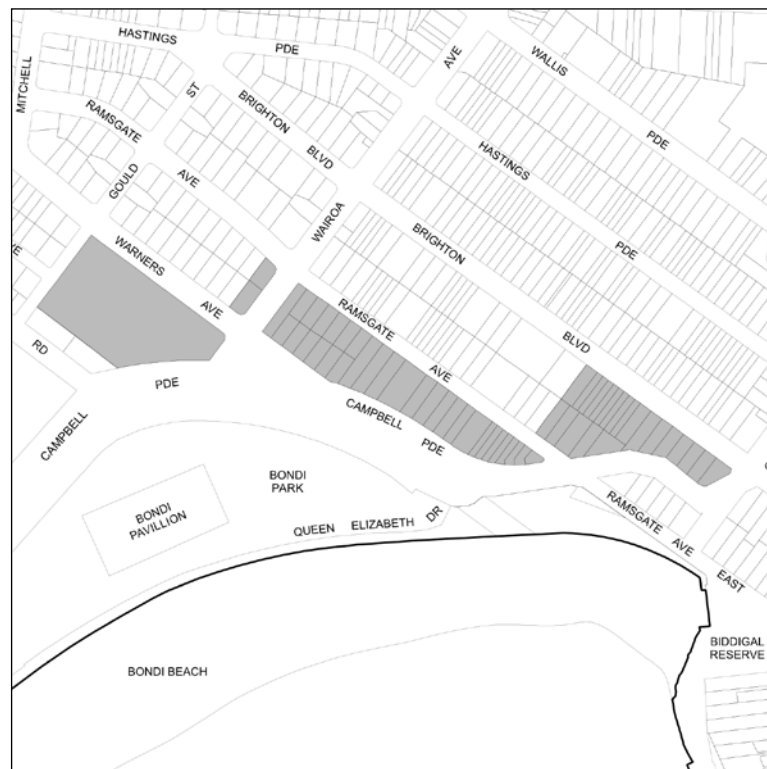 HASTINGS
PDE
WALLIS
PDE
AVE
MITCHELL
RAMSGATE
AVE
ST
BRIGHTON
BLVD
HASTINGS
PDE
GOULD
WAIROA
BRIGHTON
BLVD
WARNERS
AVE
RAMSGATE
AVE
RD
PDE
CAMPBELL
CAMPBELL
PDE
BONDI
PARK
BONDI
PAVILLION
QUEEN ELIZABETH DR
RAMSGATE
AVE
EAST
BIDDIGAL
RESERVE
BONDI BEACH